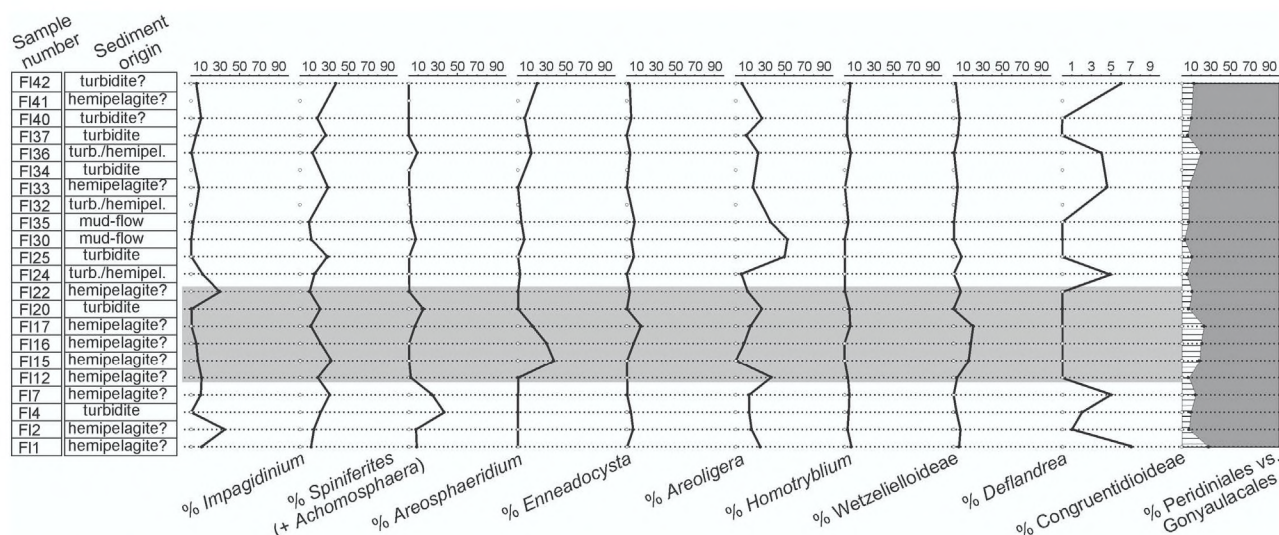 Sample number
Sediment origin
10 30 50 70 90 10 30 50 70 90 10 30 50 70 90 10 30 50 70 90 10 30 50 70 90 10 30 50 70 90 10 30 50 70 90 10 30 50 70 90 1 3 5 7 9 10 30 50 70 90
FI42 turbidite?
FI41 hemipelagite?
FI40 turbidite?
FI37 turbidite
FI36 turb./hemipel.
FI34 turbidite
FI33 hemipelagite?
FI32 turb./hemipel.
FI35 mud-flow
FI30 mud-flow
FI25 turbidite
FI24 turb./hemipel.
FI22 hemipelagite?
FI20 turbidite
FI17 hemipelagite?
FI16 hemipelagite?
FI15 hemipelagite?
FI12 hemipelagite?
FI7 hemipelagite?
FI4 turbidite
FI2 hemipelagite?
FI1 hemipelagite?
% Impagidinium
% Spiniferites
(+ Achomosphaera)
% Areosphaeridium
% Enneadocysta
% Areoligera
% Homotryblium
% Wetzelielloideae
% Deflandrea
% Congruentidioideae
% Peridiniales vs.
Gonyaulacales